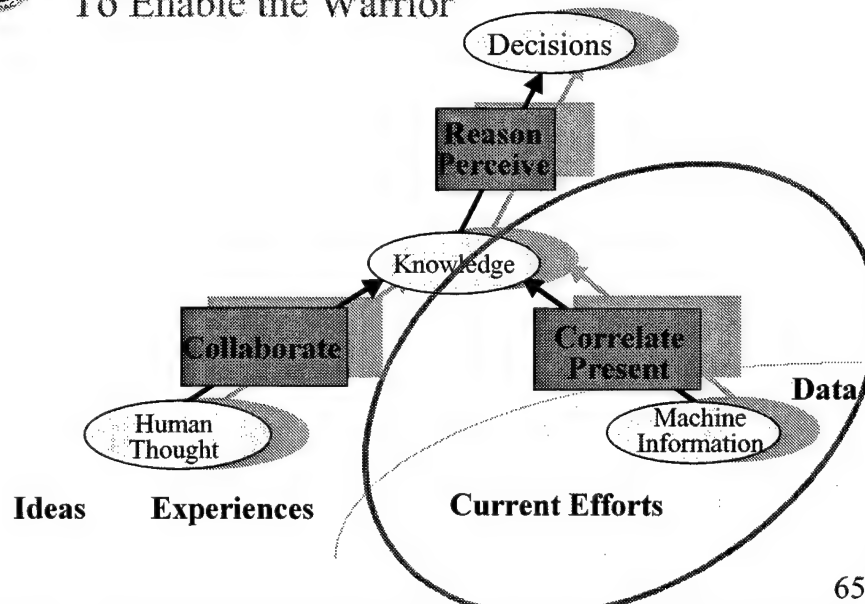 To Enable the Warrior
Decisions
Reason
Perceive
Knowledge
Collaborate
Correlate
Present
Data
Human
Thought
Machine
Information
Ideas
Experiences
Current Efforts
65